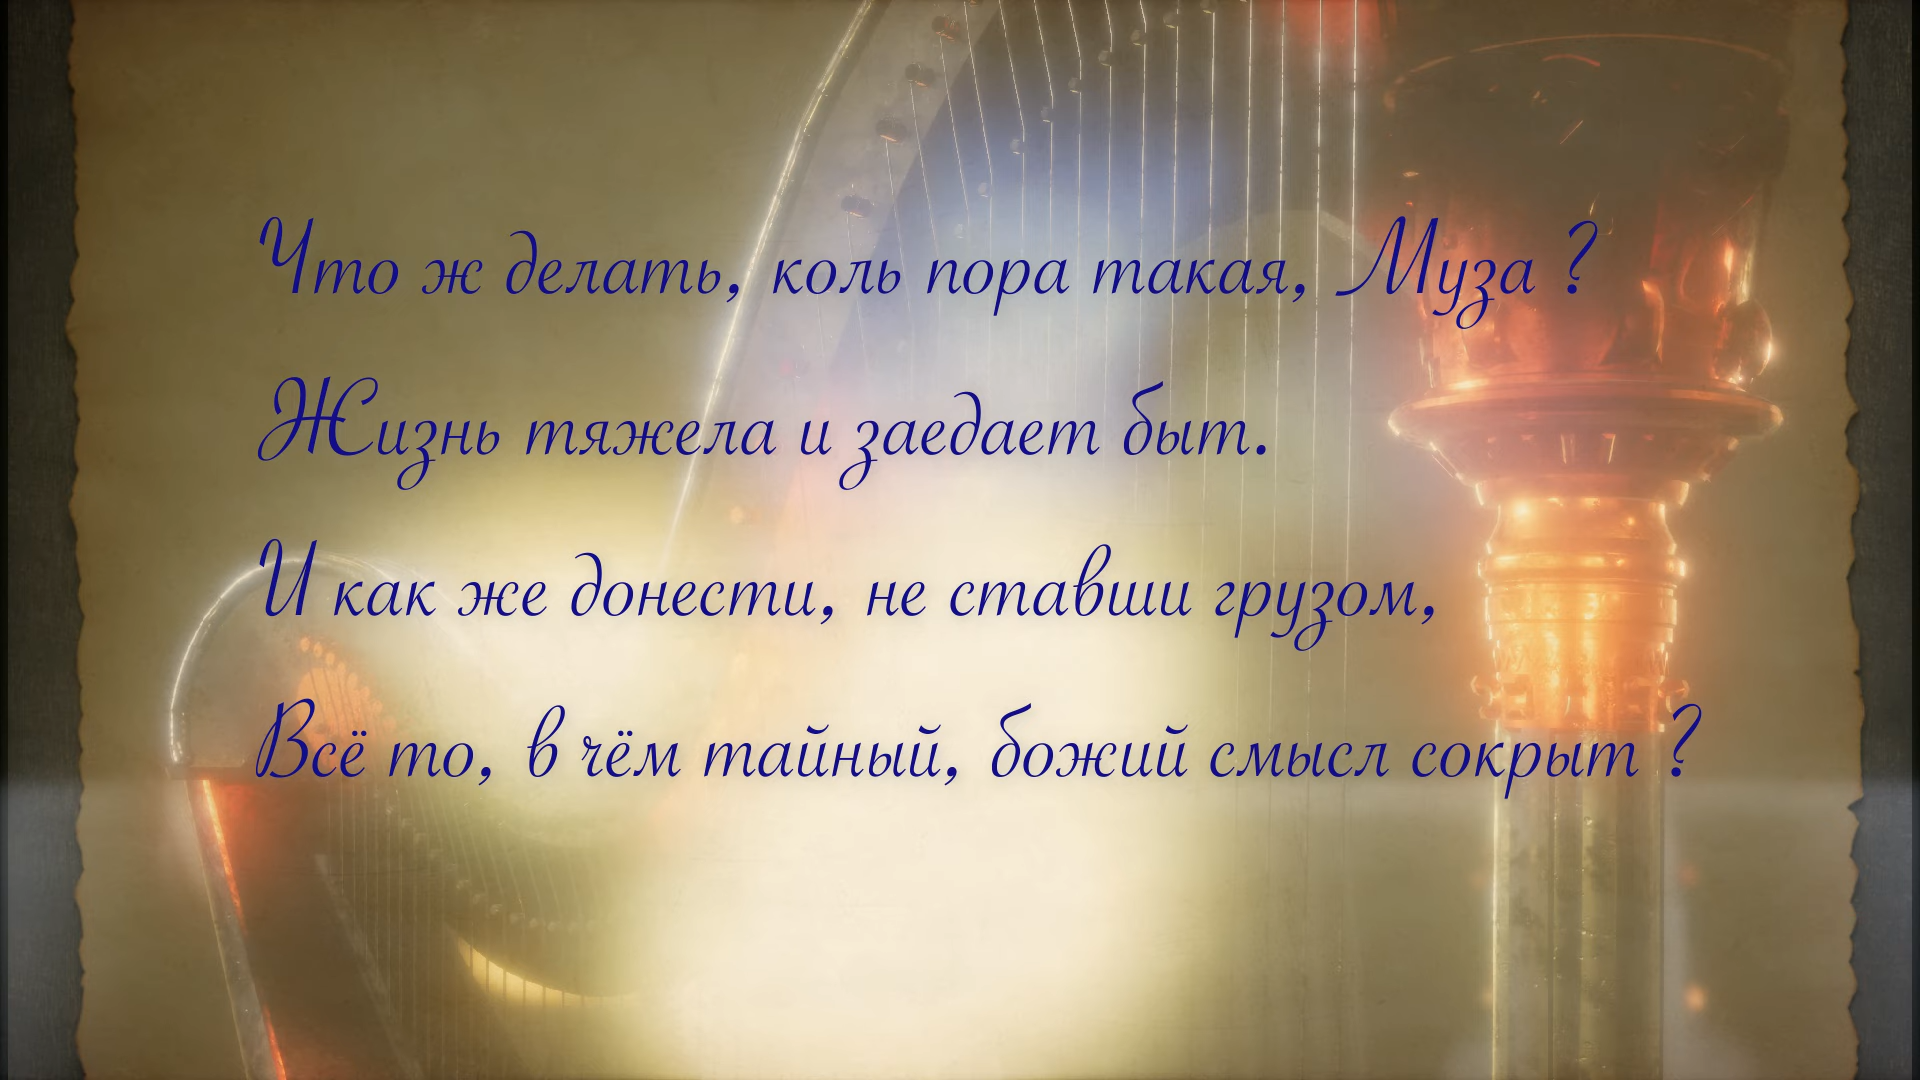 Что ж делать, коль пора такая, Муза ?
Жизнь тяжела и заедает быт.
И как же донести, не ставши грузом,
Всё то, в чём тайный, божий смысл сокрыт ?